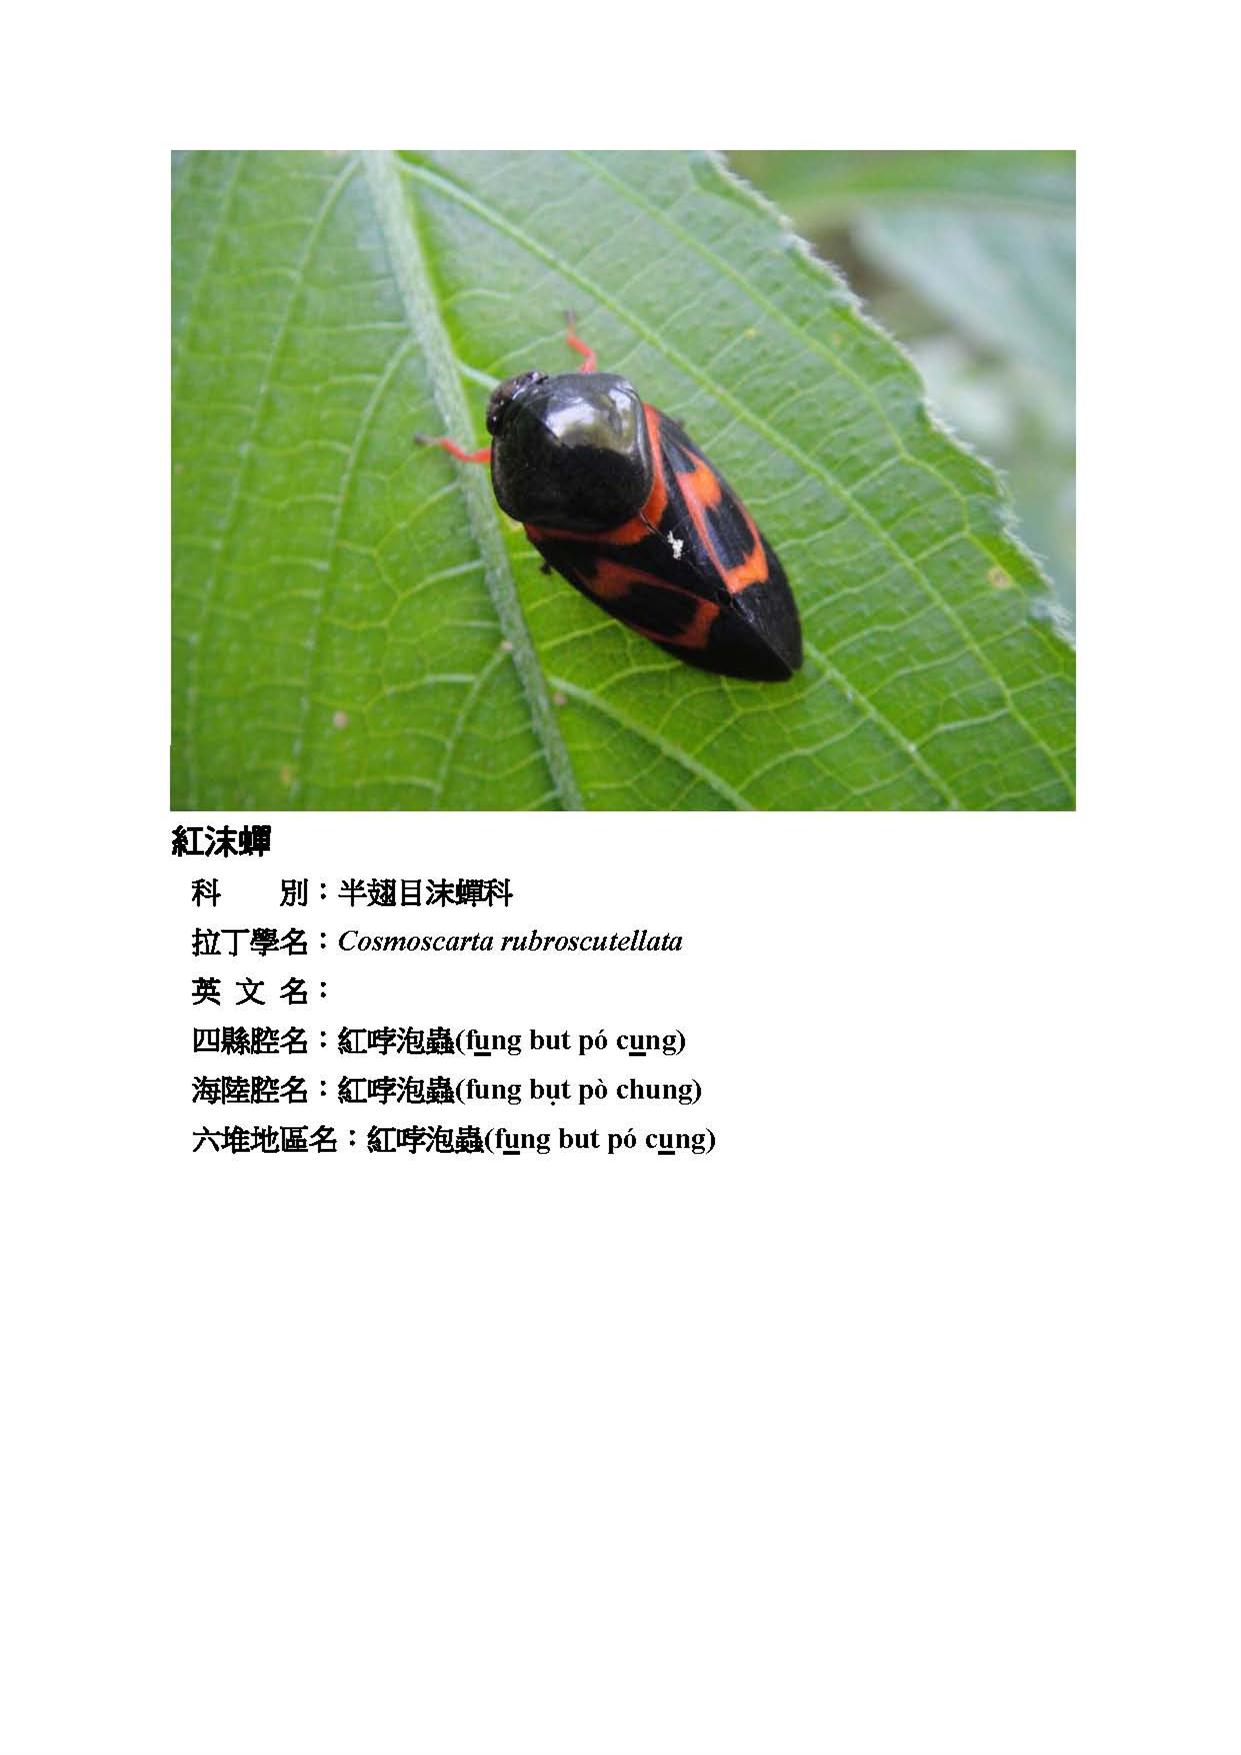 紅沫蟬
科　　別：半翅目沫蟬科
拉丁學名：Cosmoscarta rubroscutellata
英 文 名：
四縣腔名：紅哱泡蟲(fu̲ng but pó cu̲ng)
海陸腔名：紅哱泡蟲(fung bụt pò chung)
六堆地區名：紅哱泡蟲(fu̲ng but pó cu̲ng)